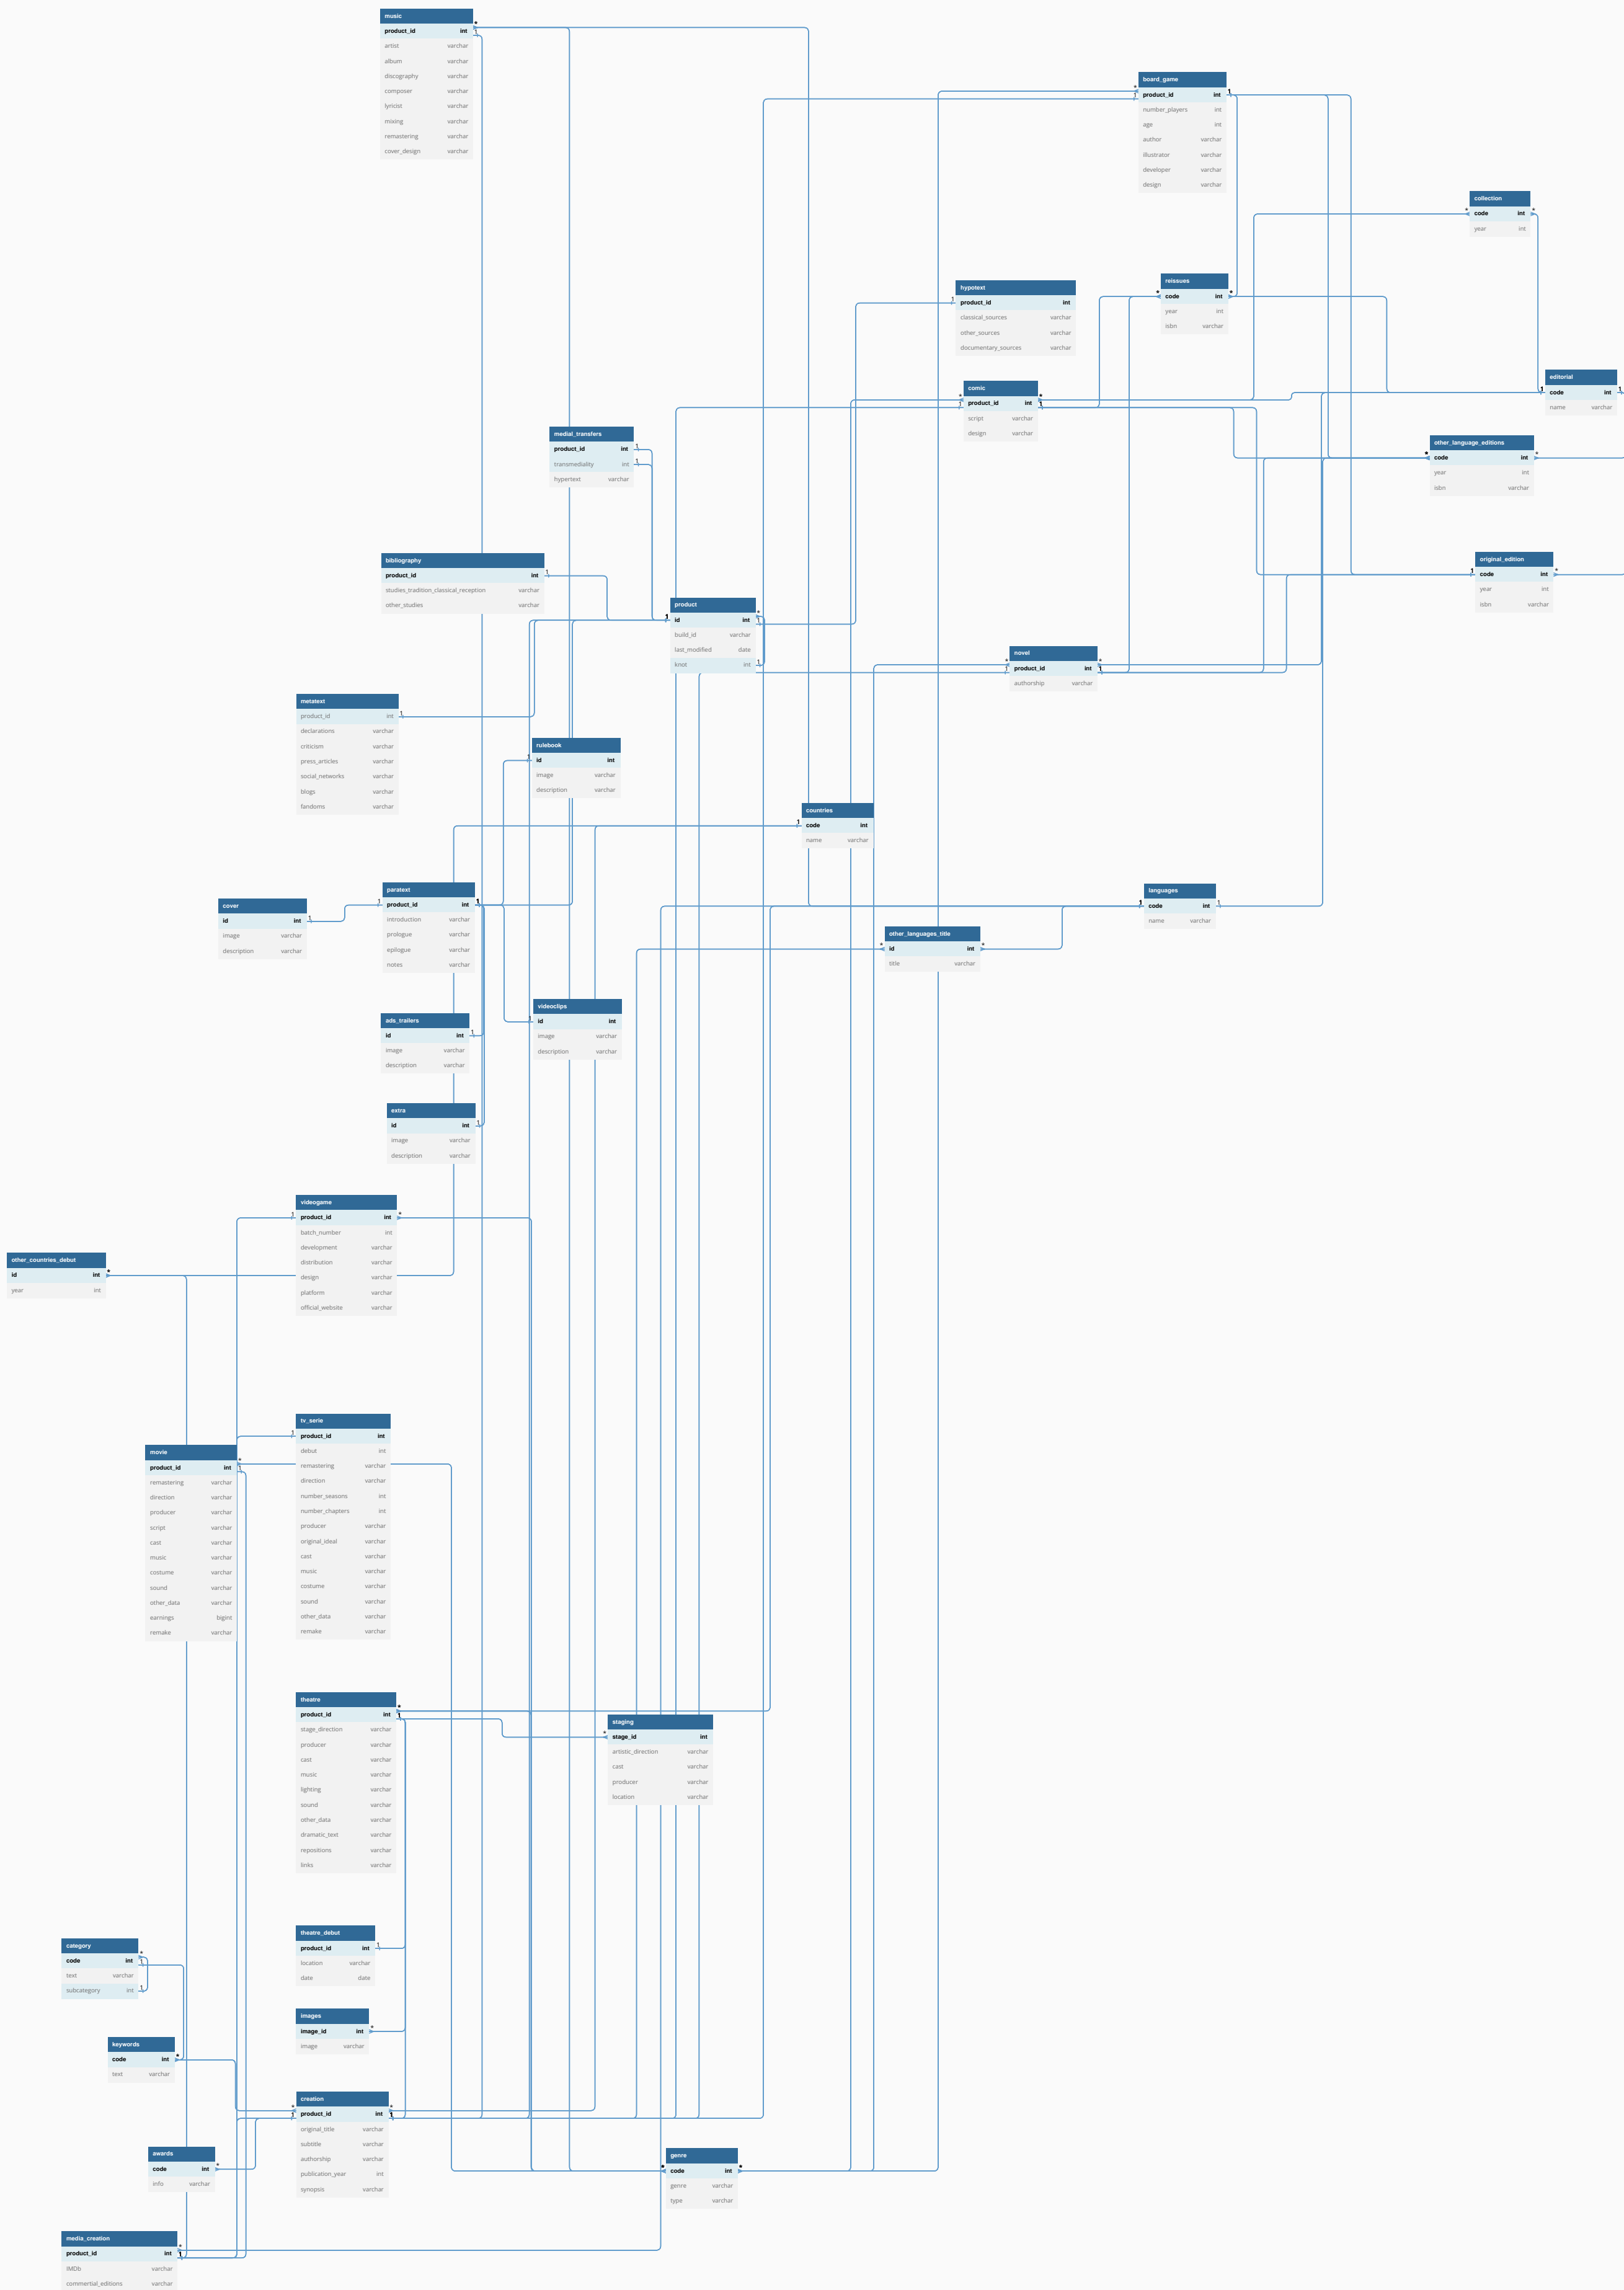 music
product_id int
artist varchar
album varchar
discography varchar
composer varchar
lyricist varchar
mixing varchar
remastering varchar
cover_design varchar
board_game
product_id int
number_players int
age int
author varchar
illustrator varchar
developer varchar
design varchar
collection
code int
year int
hypotext
product_id int
classical_sources varchar
other_sources varchar
documentary_sources varchar
reissues
code int
year int
isbn varchar
editorial
code int
name varchar
comic
product_id int
script varchar
design varchar
medial_transfers
product_id int
transmediality int
hypertext varchar
other_language_editions
code int
year int
isbn varchar
bibliography
product_id int
studies_tradition_classical_reception varchar
other_studies varchar
original_edition
code int
year int
isbn varchar
product
id int
build_id varchar
last_modified date
knot int
novel
product_id int
authorship varchar
metatext
product_id int
declarations varchar
criticism varchar
press_articles varchar
social_networks varchar
blogs varchar
fandoms varchar
rulebook
id int
image varchar
description varchar
countries
code int
name varchar
paratext
product_id int
introduction varchar
prologue varchar
epilogue varchar
notes varchar
cover
id int
image varchar
description varchar
languages
code int
name varchar
other_languages_title
id int
title varchar
videoclips
id int
image varchar
description varchar
ads_trailers
id int
image varchar
description varchar
extra
id int
image varchar
description varchar
videogame
product_id int
batch_number int
development varchar
distribution varchar
design varchar
platform varchar
official_website varchar
other_countries_debut
id int
year int
tv_serie
product_id int
debut int
remastering varchar
direction varchar
number_seasons int
number_chapters int
producer varchar
original_ideal varchar
cast varchar
music varchar
costume varchar
sound varchar
other_data varchar
remake varchar
movie
product_id int
remastering varchar
direction varchar
producer varchar
script varchar
cast varchar
music varchar
costume varchar
sound varchar
other_data varchar
earnings bigint
remake varchar
theatre
product_id int
stage_direction varchar
producer varchar
cast varchar
music varchar
lighting varchar
sound varchar
other_data varchar
dramatic_text varchar
repositions varchar
links varchar
staging
stage_id int
artistic_direction varchar
cast varchar
producer varchar
location varchar
theatre_debut
product_id int
location varchar
date date
category
code int
text varchar
subcategory int
images
image_id int
image varchar
keywords
code int
text varchar
creation
product_id int
original_title varchar
subtitle varchar
authorship varchar
publication_year int
synopsis varchar
awards
code int
info varchar
genre
code int
genre varchar
type varchar
media_creation
product_id int
IMDb varchar
commertial_editions varchar